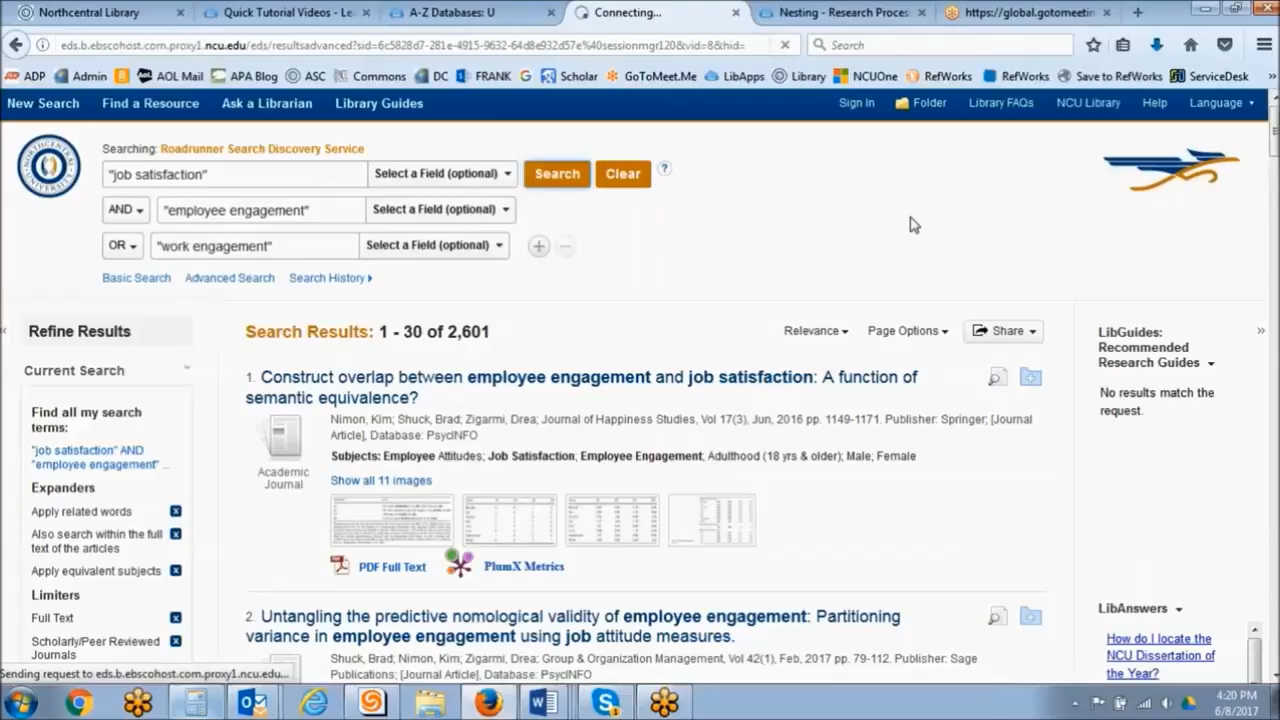 Northcentral Library
Quick Tutorial Videos - Le
A-Z Databases: U
Connecting...
Nesting - Research Proces
https://global.gotomeetin
eds.b.ebscohost.com.proxy1.ncu.edu/eds/resultsadvanced?sid=6c5828d7-281e-4915-9632-64d8e932d57e%40sessionmgr120&vid=8&hid=
Search
ADP Admin AOL Mail APA Blog ASC Commons DC FRANK Scholar GoToMeet.Me LibApps Library NCUOne RefWorks RefWorks Save to RefWorks ServiceDesk
New Search Find a Resource Ask a Librarian Library Guides Sign In Folder Library FAQs NCU Library Help Language
Searching: Roadrunner Search Discovery Service
"job satisfaction" Select a Field (optional) Search Clear ?
AND "employee engagement" Select a Field (optional)
OR "work engagement" Select a Field (optional)
Basic Search Advanced Search Search History
Refine Results
Current Search
Find all my search
terms:
"job satisfaction" AND
"employee engagement" ...
Expanders
Apply related words
Also search within the full
text of the articles
Apply equivalent subjects
Limiters
Full Text
Scholarly/Peer Reviewed
Journals
Search Results: 1 - 30 of 2,601
Relevance Page Options Share
1. Construct overlap between employee engagement and job satisfaction: A function of
semantic equivalence?
Nimon, Kim; Shuck, Brad; Zigarmi, Drea; Journal of Happiness Studies, Vol 17(3), Jun, 2016 pp. 1149-1171. Publisher: Springer; [Journal
Article], Database: PsycINFO
Academic
Journal
Subjects: Employee Attitudes; Job Satisfaction; Employee Engagement; Adulthood (18 yrs & older); Male; Female
Show all 11 images
PDF Full Text PlumX Metrics
2. Untangling the predictive nomological validity of employee engagement: Partitioning
variance in employee engagement using job attitude measures.
Shuck, Brad; Nimon, Kim; Zigarmi, Drea; Group & Organization Management, Vol 42(1), Feb, 2017 pp. 79-112. Publisher: Sage
Publications; [Journal Article], Database: PsycINFO
LibGuides:
Recommended
Research Guides
No results match the
request.
LibAnswers
How do I locate the
NCU Dissertation of
the Year?
Sending request to eds.b.ebscohost.com.proxy1.ncu.edu...
4:20 PM
6/8/2017